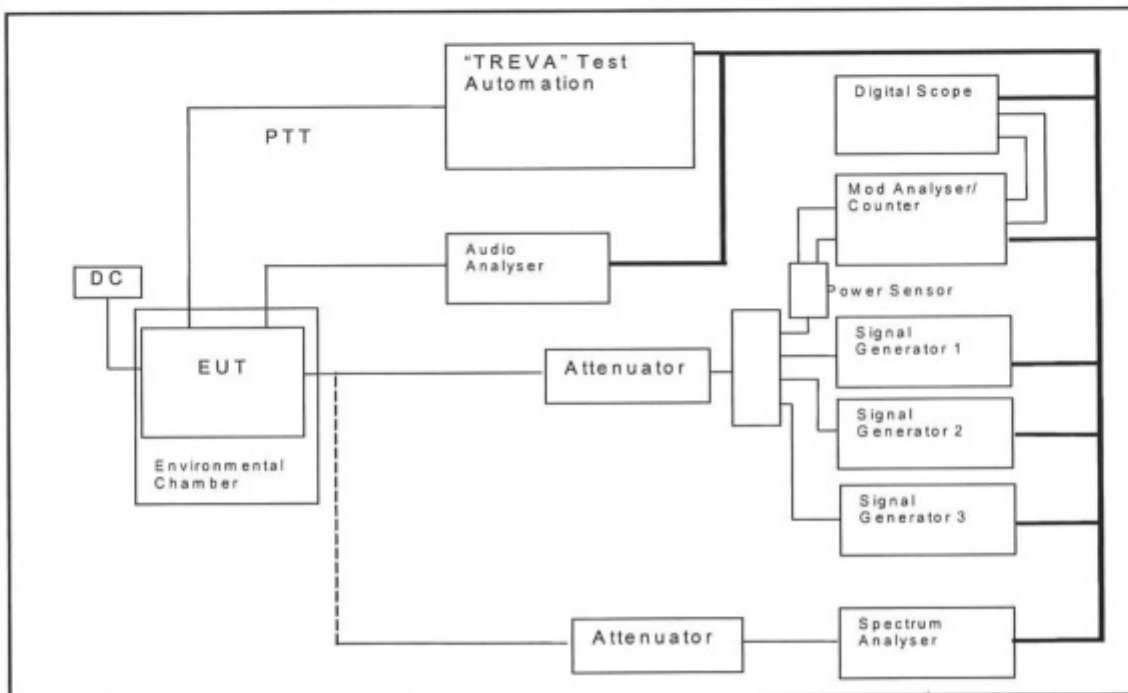 "TREVA" Test
Automation
PTT
Digital Scope
Mod Analyser/
Counter
Audio
Analyser
DC
Power Sensor
EUT
Attenuator
Signal
Generator 1
Signal
Generator 2
Environmental
Chamber
Signal
Generator 3
Attenuator
Spectrum
Analyser